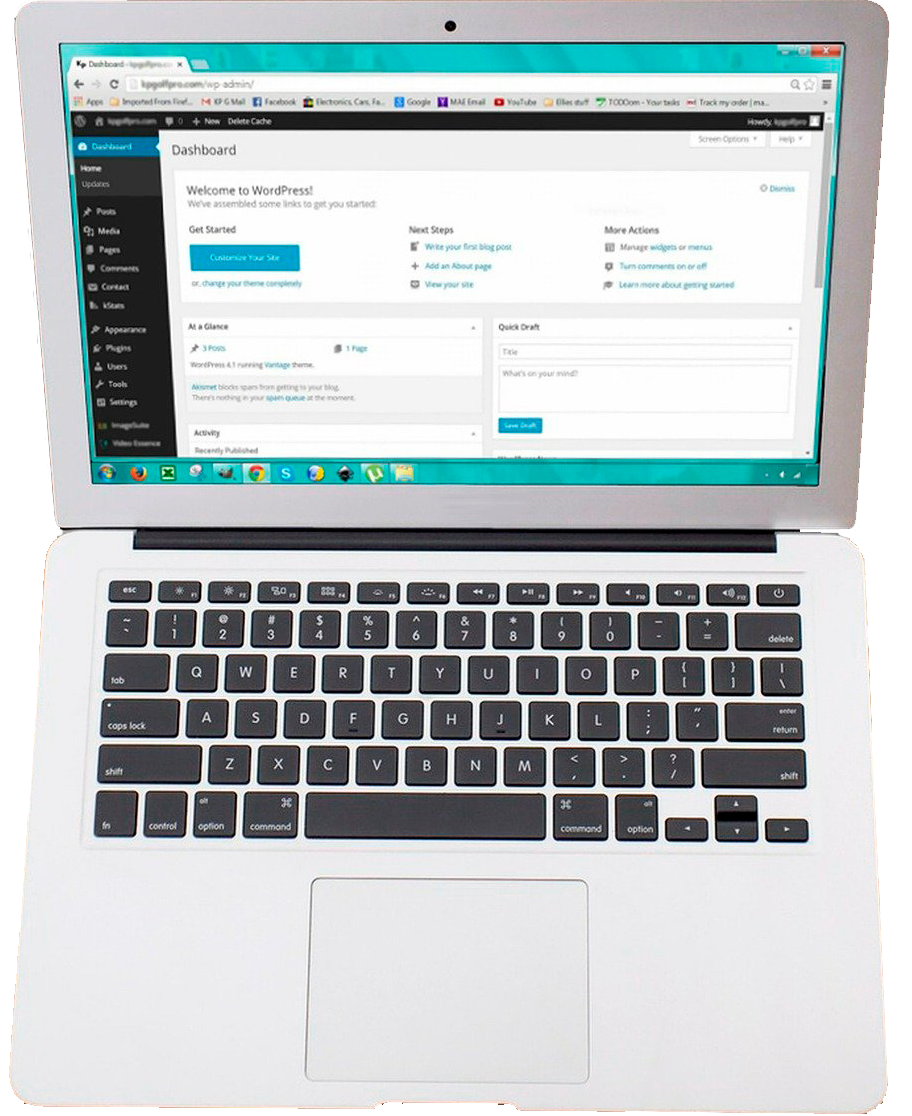 Kp Dashboard - kpgolfpro.co
kpgolfpro.com/wp-admin/
Apps Imported From Firef... KP G Mail Facebook Electronics, Cars, Fa... Google MAE Email YouTube Ellies stuff TODOom - Your tasks Track my order | ma... »
kpgolfpro.com 0 + New Delete Cache Howdy, kpgolfpro
Screen Options Help
Dashboard
Home
Updates
Posts
Media
Pages
Comments
Contact
kStats
Appearance
Plugins
Users
Tools
Settings
ImageSuite
Video Essence
Dashboard
Welcome to WordPress!
We've assembled some links to get you started:
Dismiss
Get Started
Customize Your Site
or, change your theme completely
Next Steps
Write your first blog post
Add an About page
View your site
More Actions
Manage widgets or menus
Turn comments on or off
Learn more about getting started
At a Glance
3 Posts 1 Page
WordPress 4.1 running Vantage theme.
Akismet blocks spam from getting to your blog.
There's nothing in your spam queue at the moment.
Activity
Recently Published
Quick Draft
Title
What's on your mind?
Save Draft
esc F1 F2 F3 F4 F5 F6 F7 F8 F9 F10 F11 F12
~ ! @ # $ % ^ & * ( ) - +
` 1 2 3 4 5 6 7 8 9 0 = delete
tab Q W E R T Y U I O P { [ } ] | \
caps lock A S D F G H J K L : ; " ' enter return
shift Z X C V B N M < , > . ? / shift
fn control alt option ⌘ command ⌘ command alt option